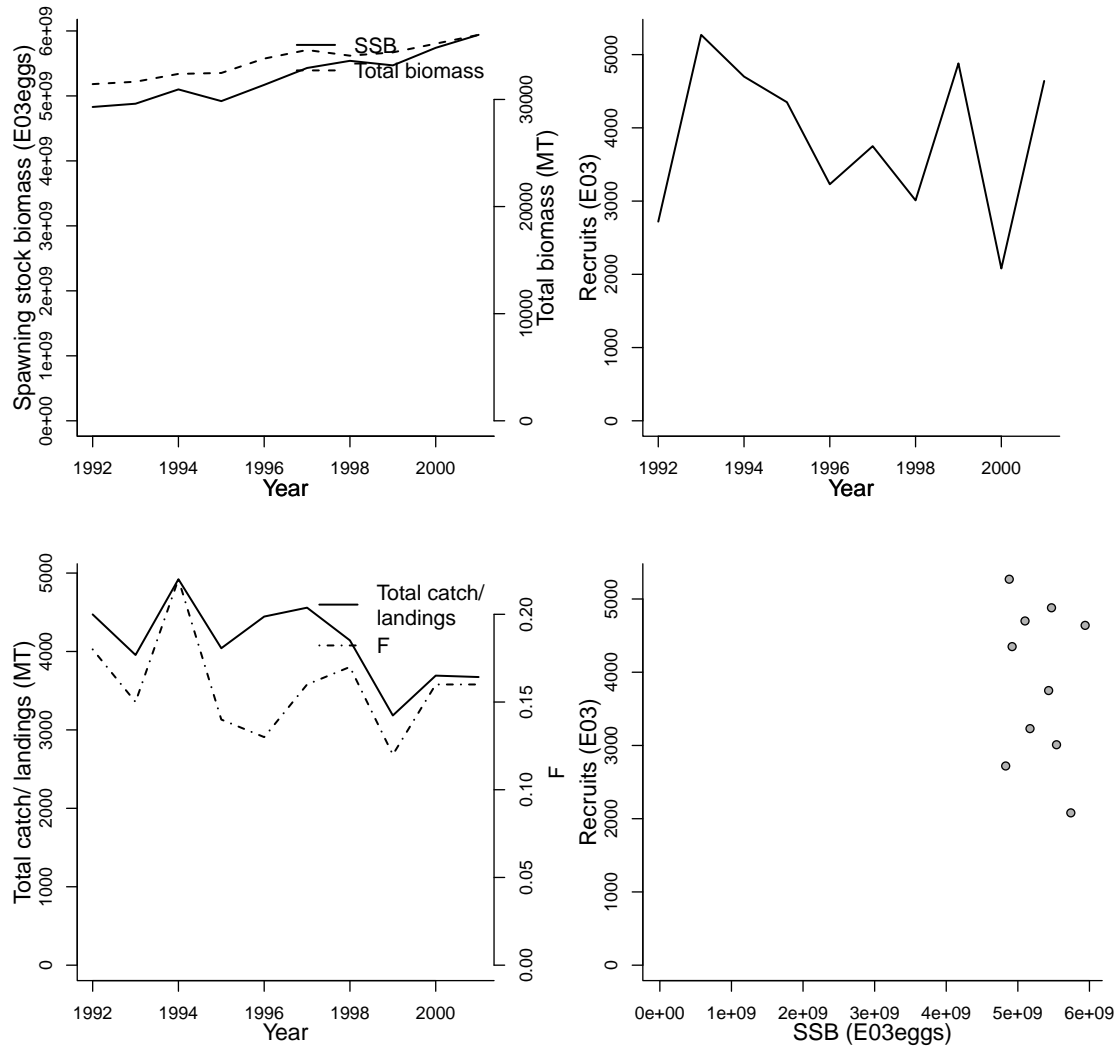 Spawning stock biomass (E03eggs)
0e+00 1e+09 2e+09 3e+09 4e+09 5e+09 6e+09
SSB
Total biomass
0 10000 20000 30000
Total biomass (MT)
1992 1994 1996 1998 2000
Year
Recruits (E03)
0 1000 2000 3000 4000 5000
1992 1994 1996 1998 2000
Year
Total catch/ landings (MT)
0 1000 2000 3000 4000 5000
Total catch/
landings
F
0.00 0.05 0.10 0.15 0.20
F
1992 1994 1996 1998 2000
Year
Recruits (E03)
0 1000 2000 3000 4000 5000
0e+00 1e+09 2e+09 3e+09 4e+09 5e+09 6e+09
SSB (E03eggs)